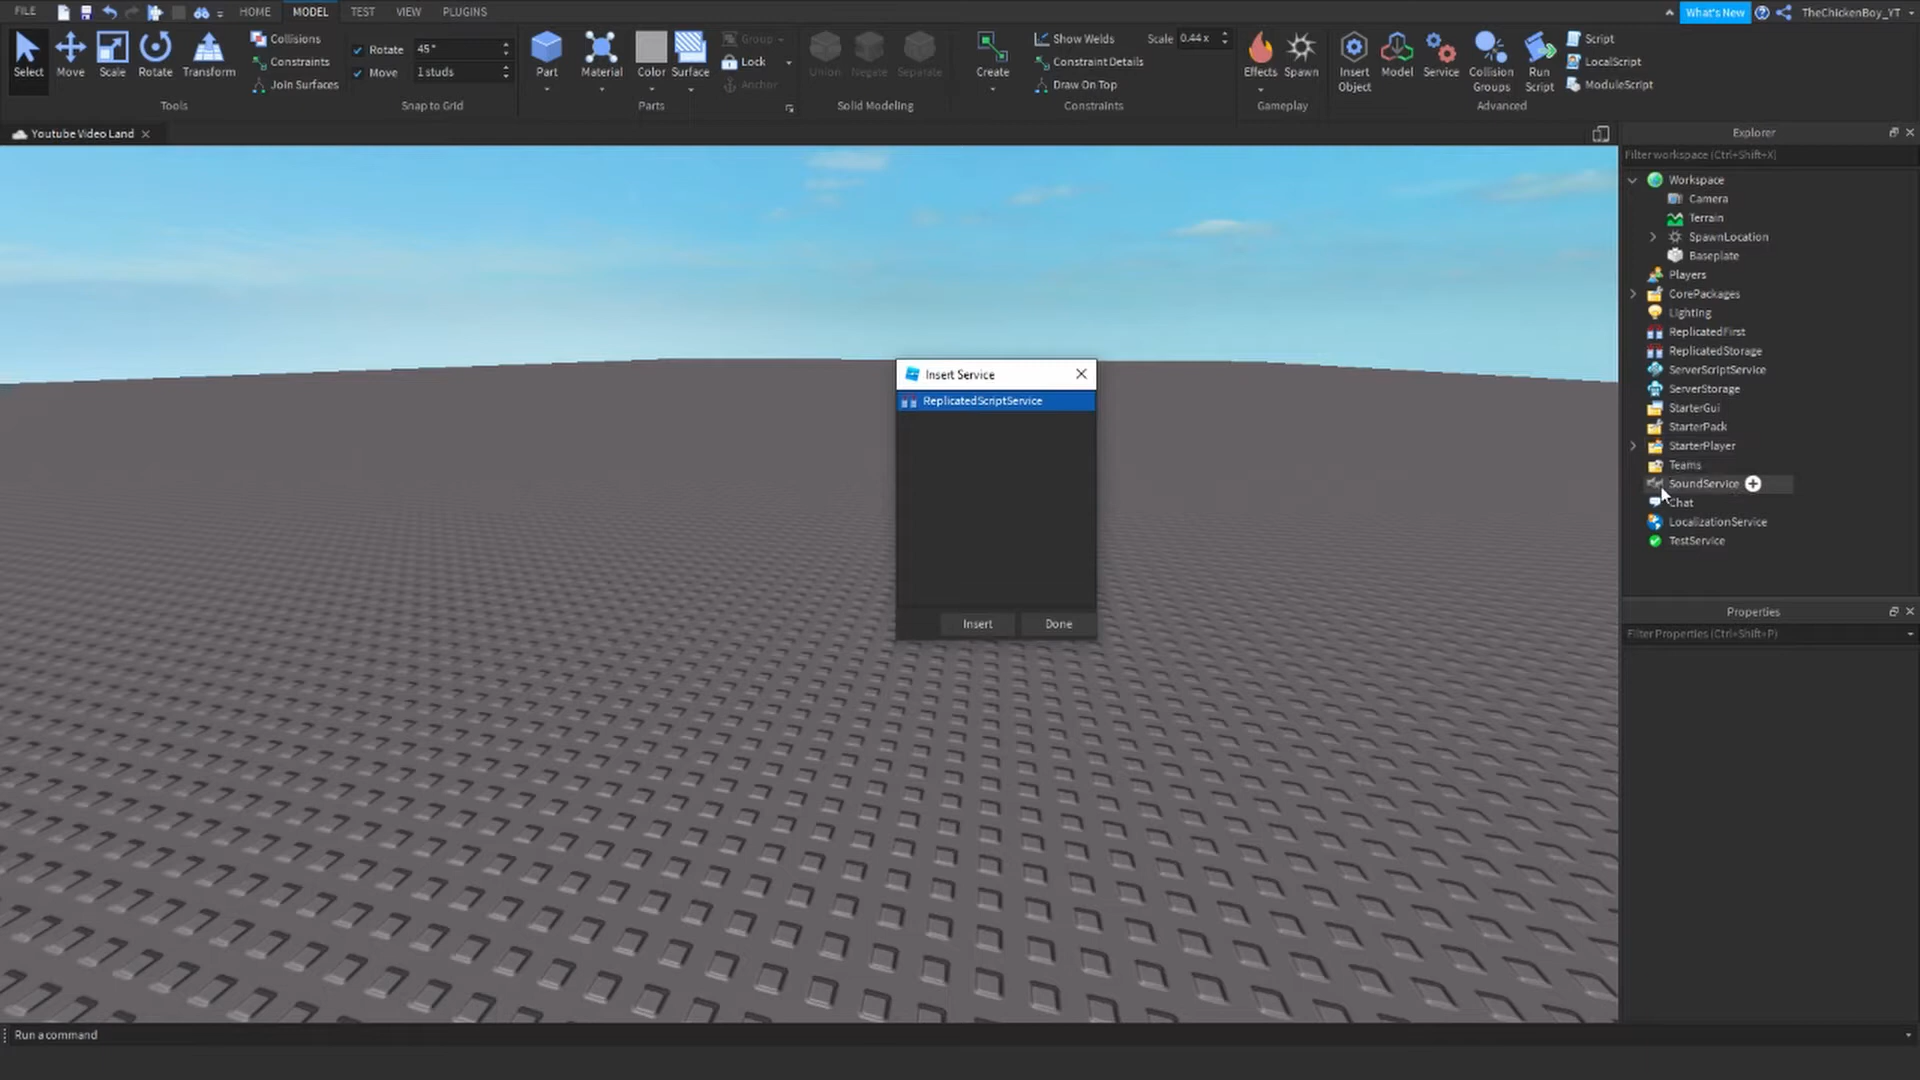 FILE HOME MODEL TEST VIEW PLUGINS What's New TheChickenBoy_YT
Select Move Scale Rotate Transform
Collisions
Constraints
Join Surfaces
Tools
Rotate 45°
Move 1 studs
Snap to Grid
Part Material Color Surface
Group
Lock
Anchor
Parts
Union Negate Separate
Solid Modeling
Create
Show Welds Scale 0.44 x
Constraint Details
Draw On Top
Constraints
Effects Spawn
Gameplay
Insert Object Model Service Collision Groups Run Script
Script
LocalScript
ModuleScript
Advanced
Youtube Video Land
Explorer
Filter workspace (Ctrl+Shift+X)
Workspace
Camera
Terrain
SpawnLocation
Baseplate
Players
CorePackages
Lighting
ReplicatedFirst
ReplicatedStorage
ServerScriptService
ServerStorage
StarterGui
StarterPack
StarterPlayer
Teams
SoundService
Chat
LocalizationService
TestService
Insert Service
ReplicatedScriptService
Insert Done
Properties
Filter Properties (Ctrl+Shift+P)
Run a command